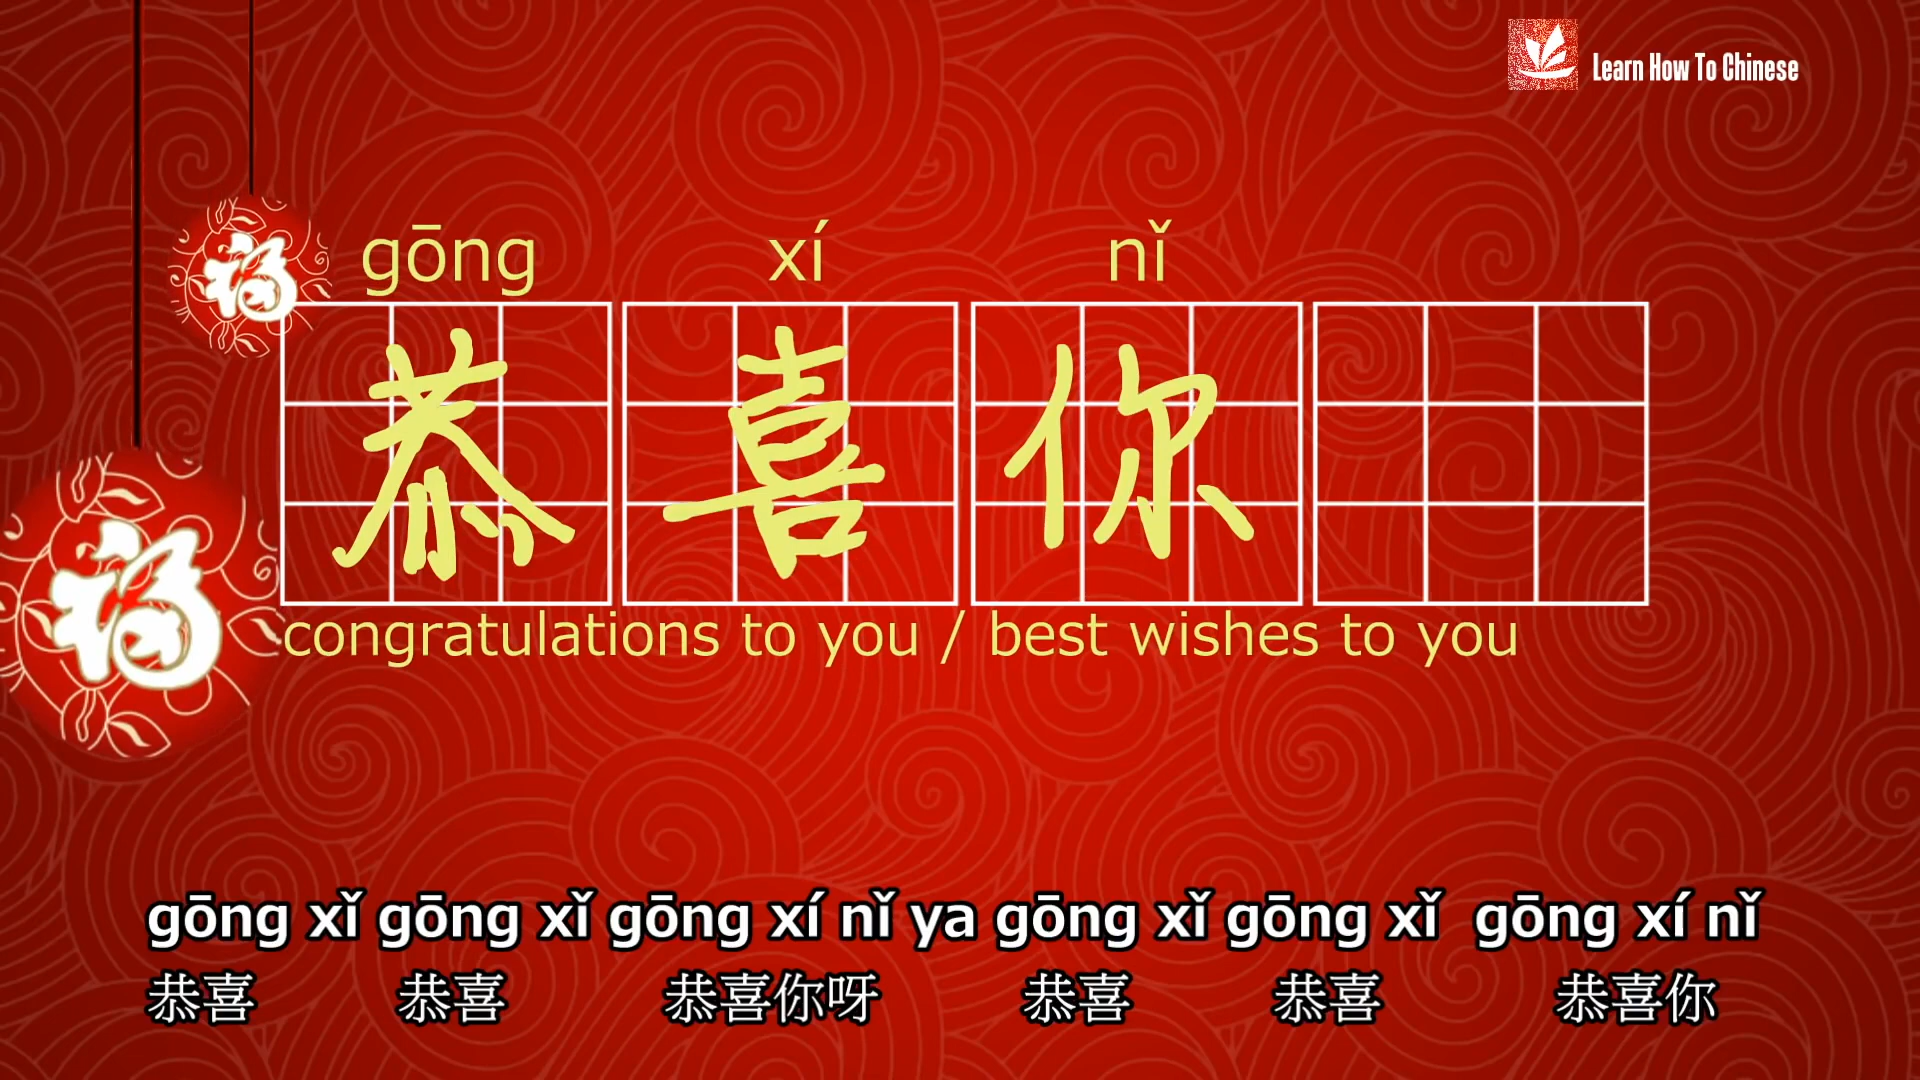 Learn How To Chinese
福
gōng xí nǐ
恭喜你
福
congratulations to you / best wishes to you
gōng xǐ gōng xǐ gōng xí nǐ ya gōng xǐ gōng xǐ gōng xí nǐ
恭喜 恭喜 恭喜你呀 恭喜 恭喜 恭喜你